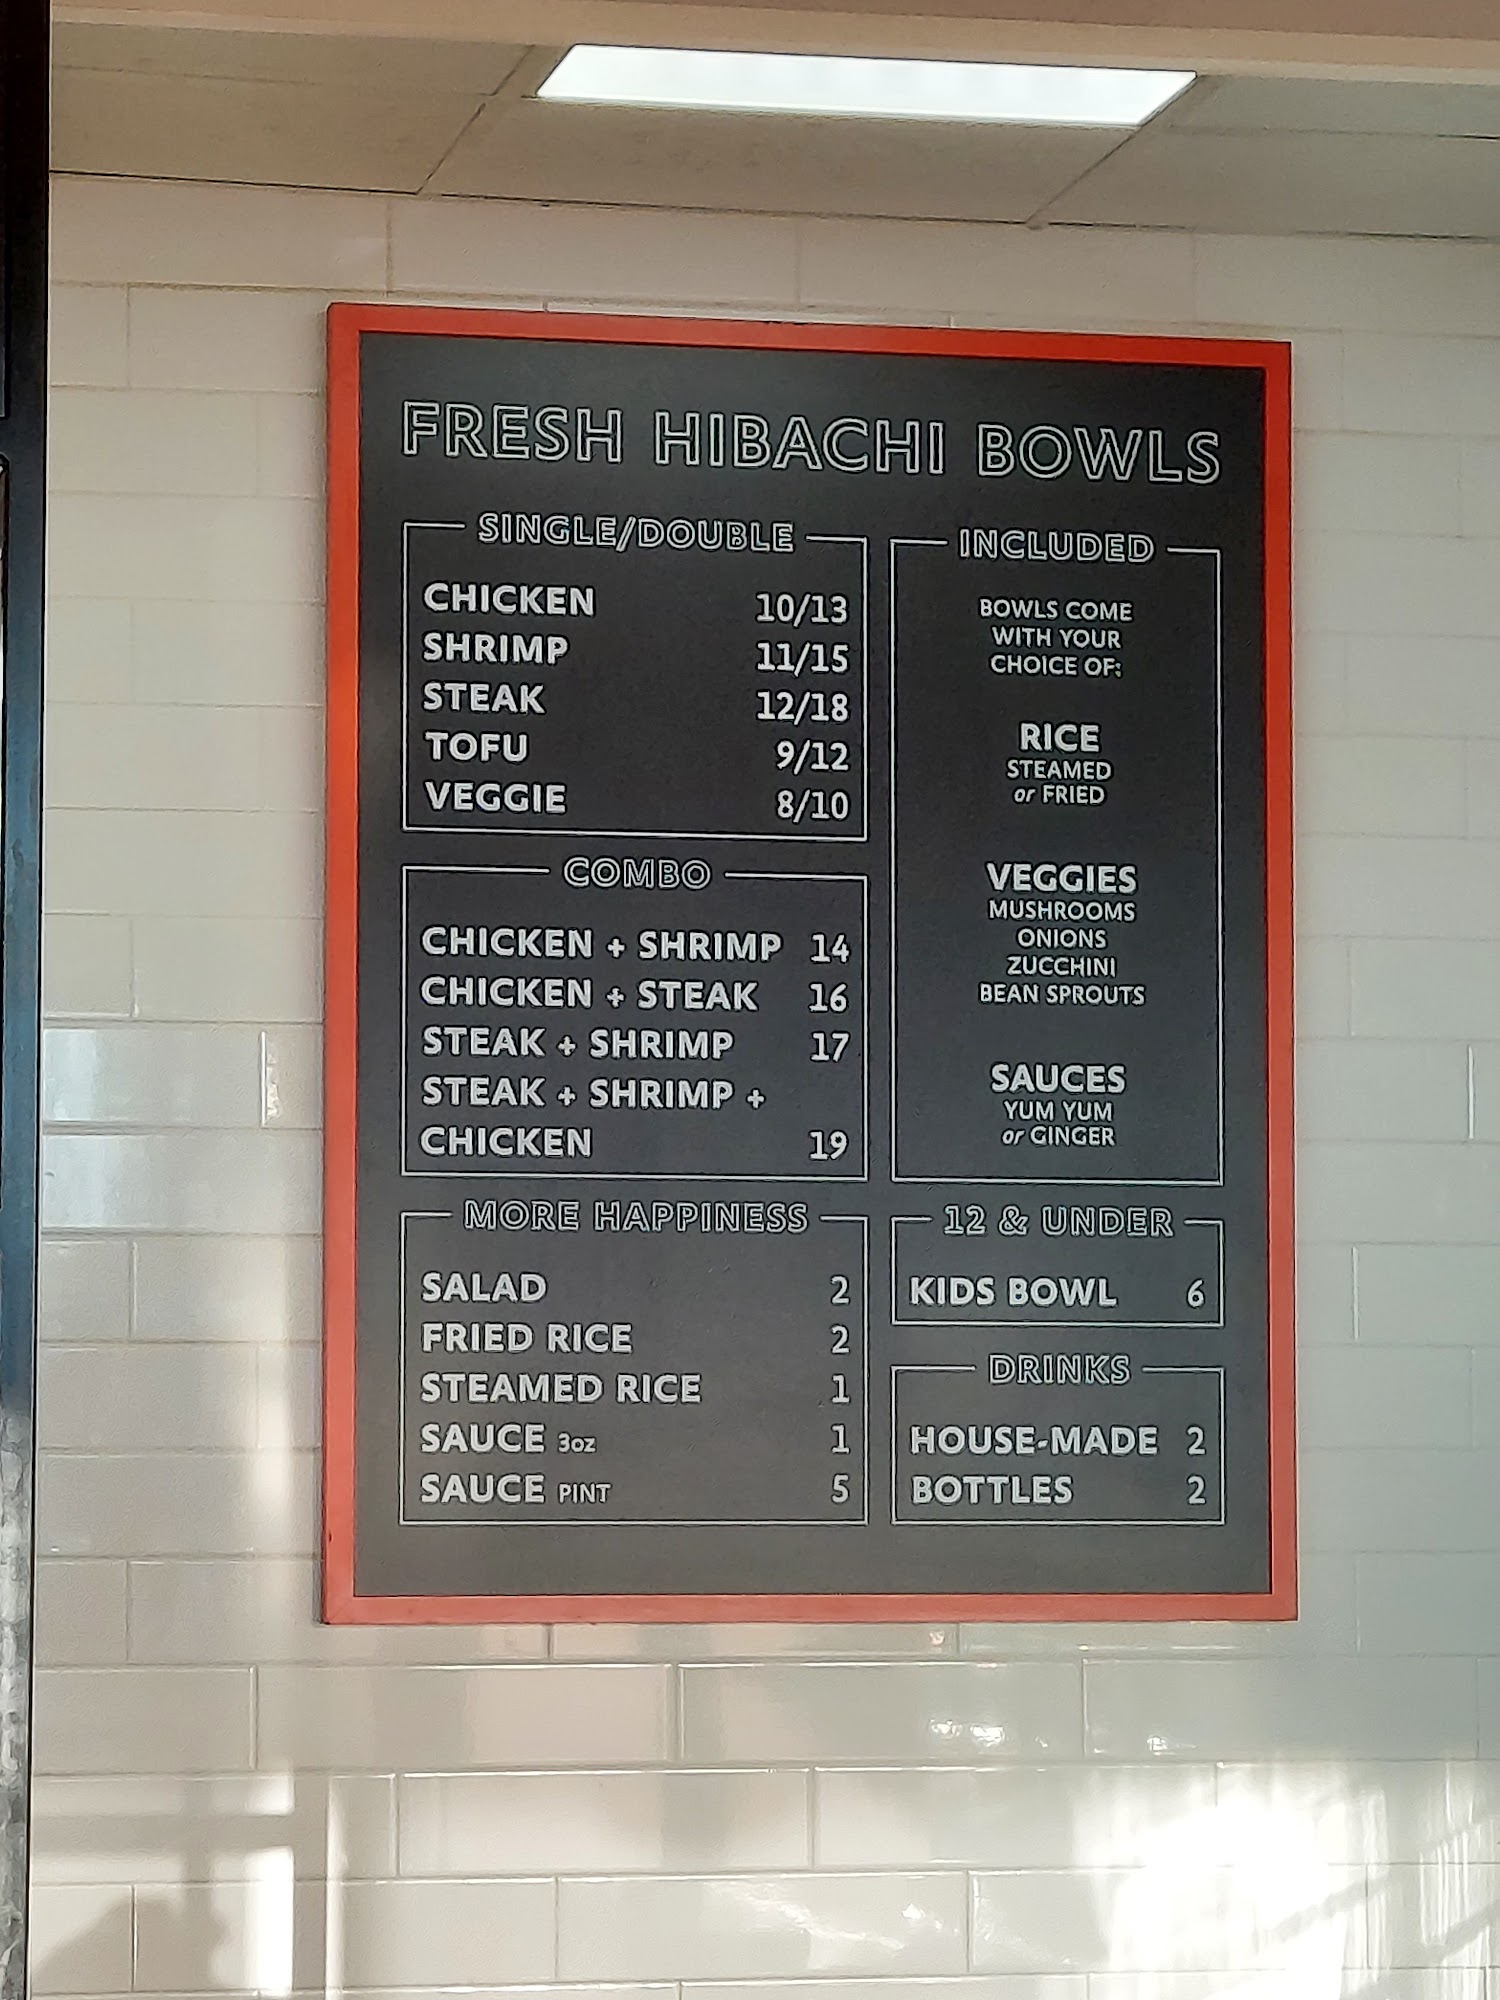 FRESH HIBACHI BOWLS
SINGLE/DOUBLE
CHICKEN 10/13
SHRIMP 11/15
STEAK 12/18
TOFU 9/12
VEGGIE 8/10
COMBO
CHICKEN + SHRIMP 14
CHICKEN + STEAK 16
STEAK + SHRIMP 17
STEAK + SHRIMP +
CHICKEN 19
MORE HAPPINESS
SALAD 2
FRIED RICE 2
STEAMED RICE 1
SAUCE 3oz 1
SAUCE PINT 5
INCLUDED
BOWLS COME
WITH YOUR
CHOICE OF:
RICE
STEAMED
or FRIED
VEGGIES
MUSHROOMS
ONIONS
ZUCCHINI
BEAN SPROUTS
SAUCES
YUM YUM
or GINGER
12 & UNDER
KIDS BOWL 6
DRINKS
HOUSE-MADE 2
BOTTLES 2